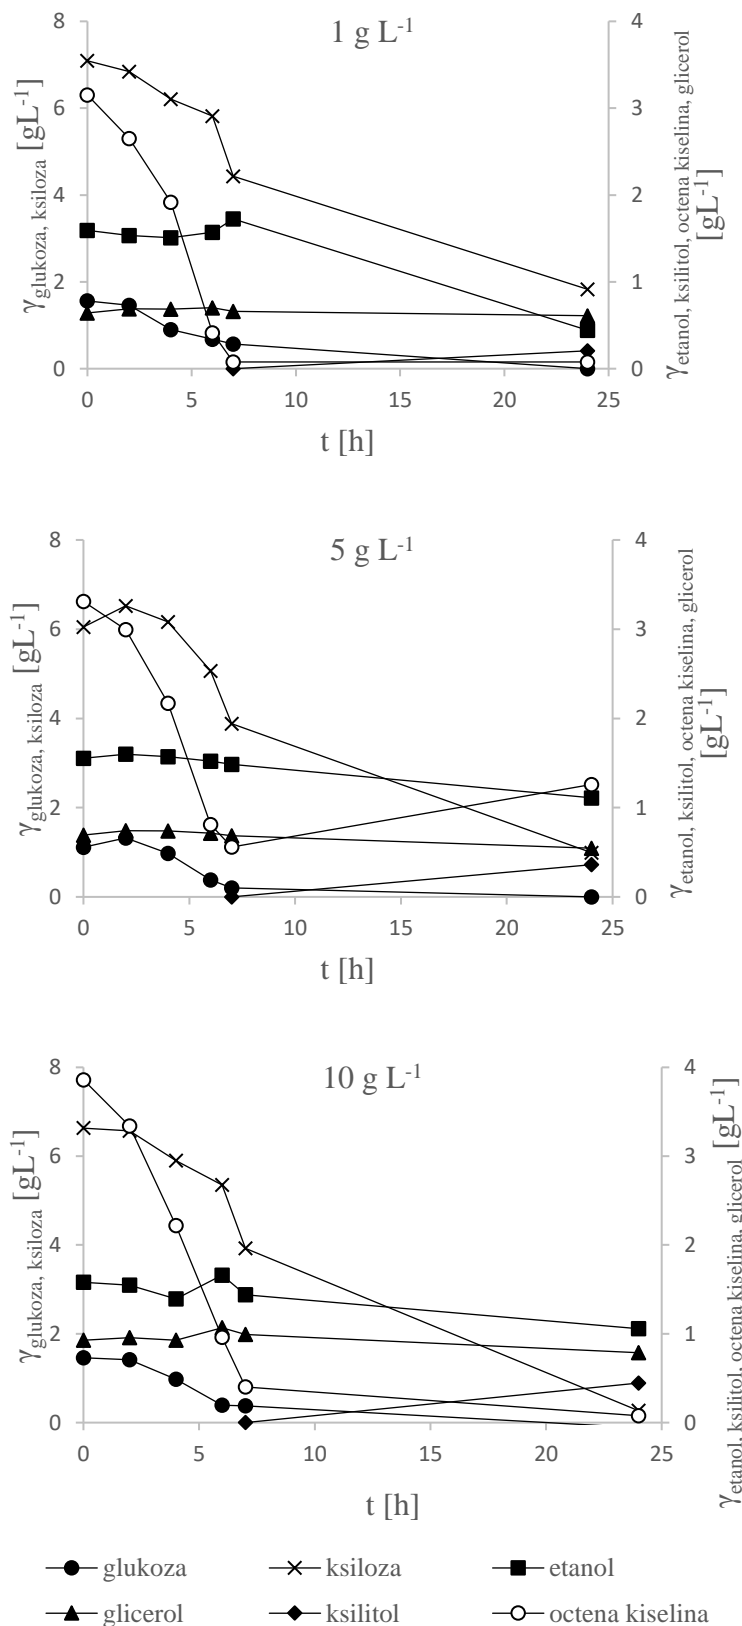 1 g L-1
γglukoza, ksiloza [gL-1]
8
6
4
2
0
4
3
2
1
0
γetanol, ksilitol, octena kiselina, glicerol
[gL-1]
0 5 10 15 20 25
t [h]
5 g L-1
γglukoza, ksiloza [gL-1]
8
6
4
2
0
4
3
2
1
0
γetanol, ksilitol, octena kiselina, glicerol
[gL-1]
0 5 10 15 20 25
t [h]
10 g L-1
γglukoza, ksiloza [gL-1]
8
6
4
2
0
4
3
2
1
0
γetanol, ksilitol, octena kiselina, glicerol [gL-1]
0 5 10 15 20 25
t [h]
glukoza ksiloza etanol
glicerol ksilitol octena kiselina